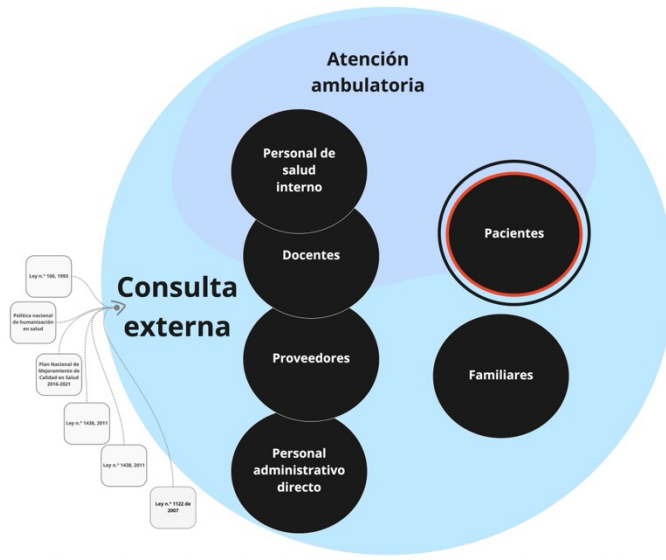 Atención
ambulatoria
Personal de
salud
interno
Docentes
Proveedores
Personal
administrativo
directo
Pacientes
Familiares
Consulta
externa
Ley n.° 100, 1993
Política nacional
de humanización
en salud
Plan Nacional de
Mejoramiento de
Calidad en Salud
2016-2021
Ley n.° 1438, 2011
Ley n.° 1438, 2011
Ley n.° 1122 de
2007